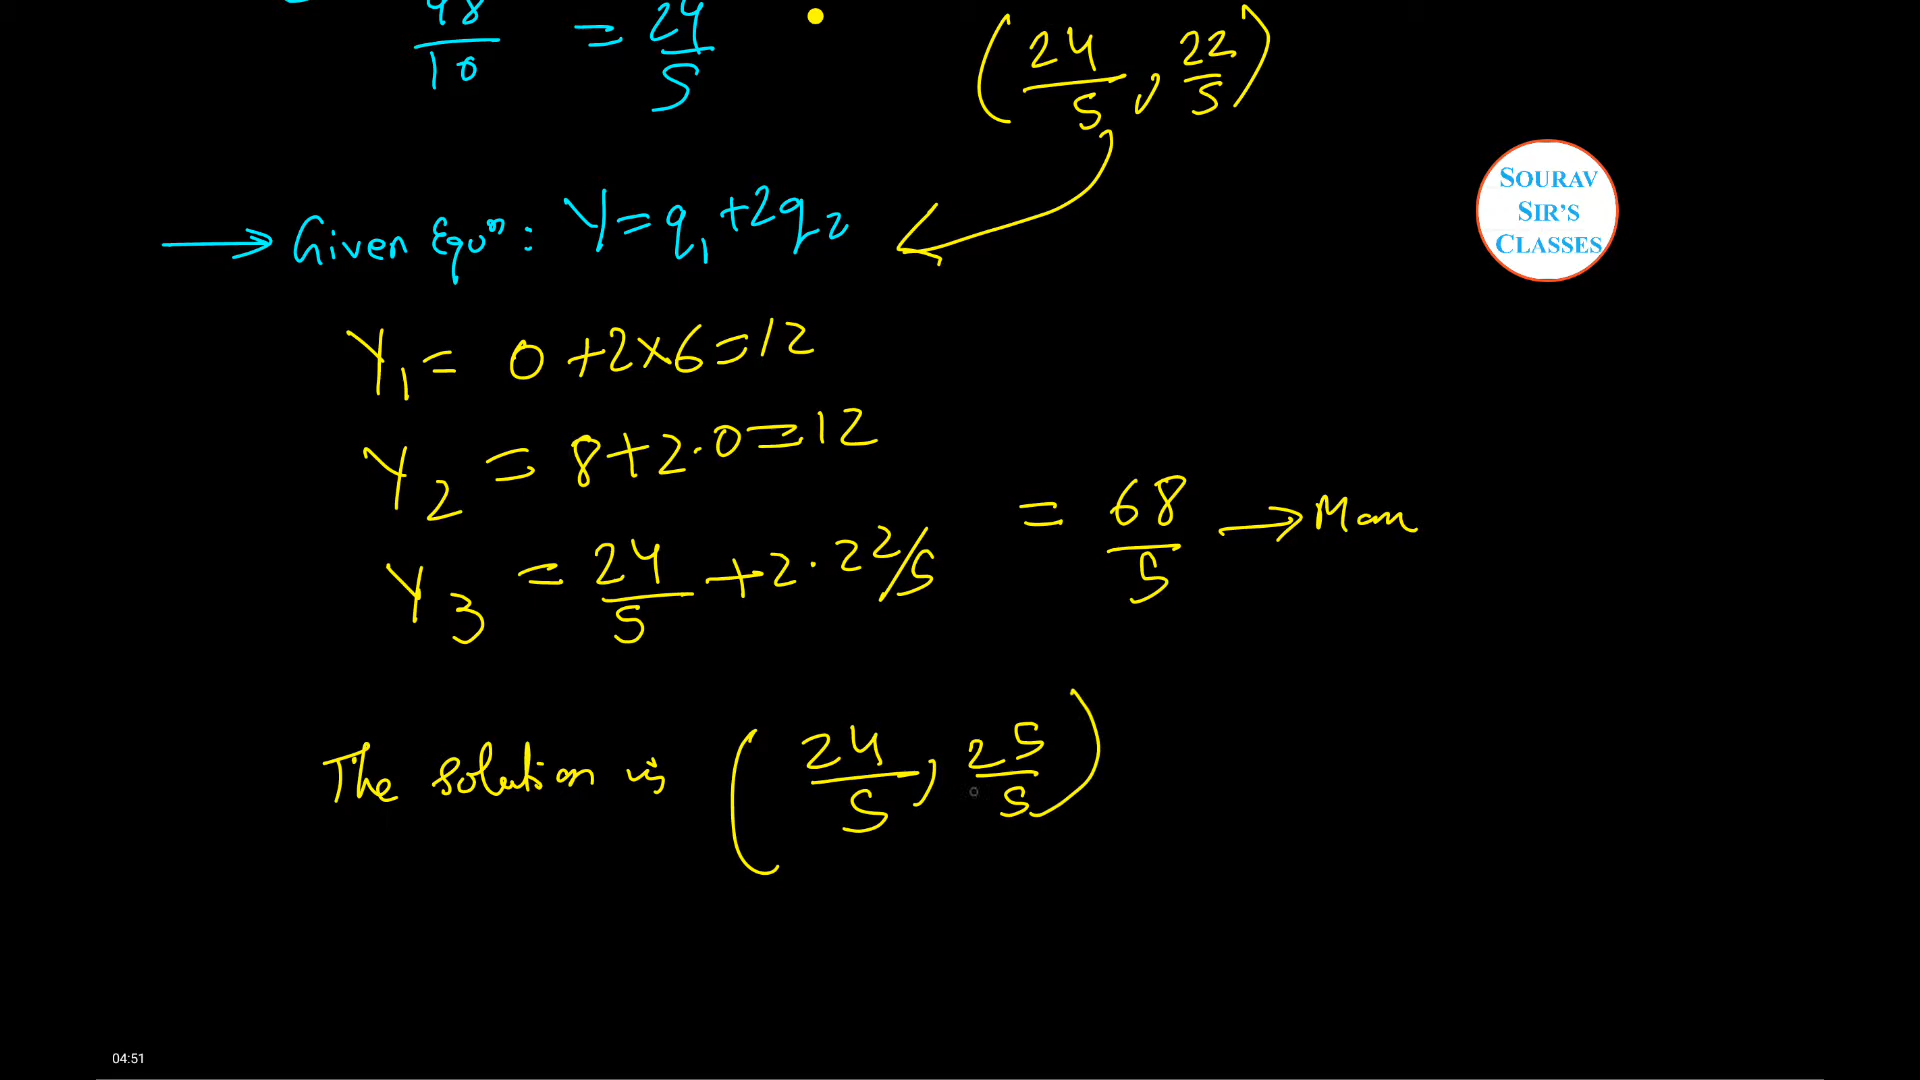 48/10 = 24/5
(24/5, 22/5)
SOURAV
SIR'S
CLASSES
→ Given Equⁿ: Y = q₁ + 2q₂
Y₁ = 0 + 2×6 = 12
Y₂ = 8 + 2·0 = 12
Y₃ = 24/5 + 2·22/5 = 68/5 → Max
The solution is (24/5, 25/5)
04:51